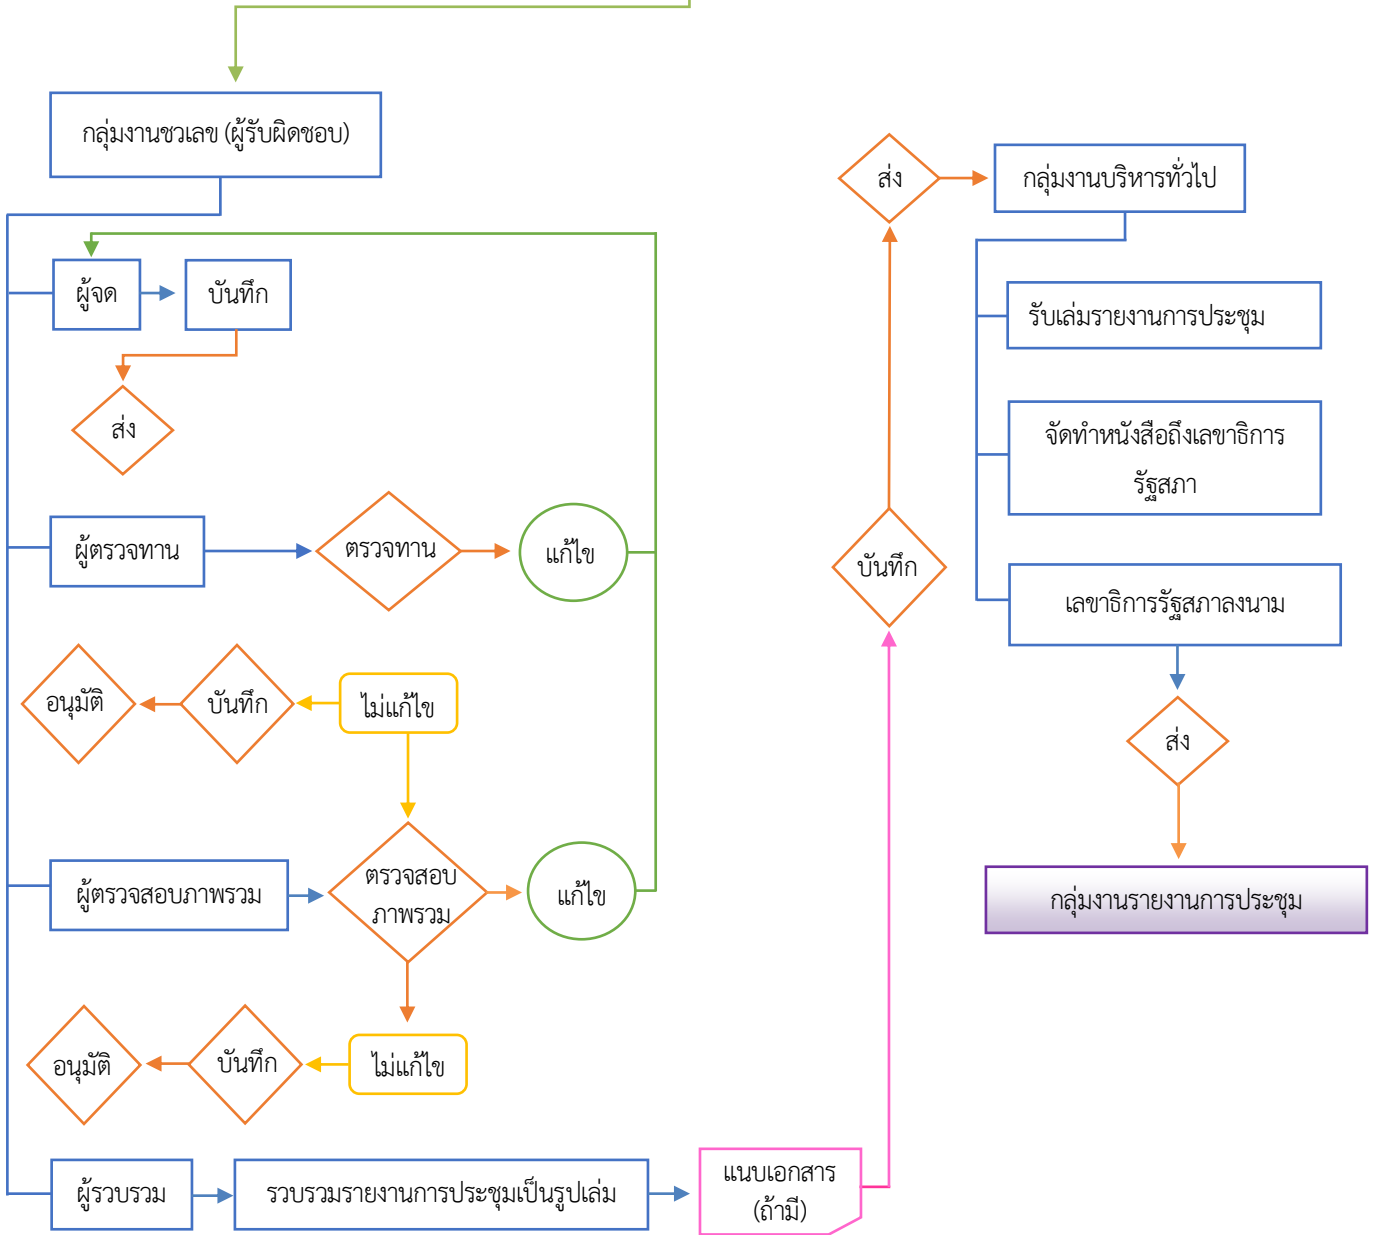 กลุ่มงานชวเลข (ผู้รับผิดชอบ)
ผู้จด
บันทึก
ส่ง
ผู้ตรวจทาน
ตรวจทาน
แก้ไข
อนุมัติ
บันทึก
ไม่แก้ไข
ผู้ตรวจสอบภาพรวม
ตรวจสอบ
ภาพรวม
แก้ไข
อนุมัติ
บันทึก
ไม่แก้ไข
ผู้รวบรวม
รวบรวมรายงานการประชุมเป็นรูปเล่ม
แนบเอกสาร
(ถ้ามี)
บันทึก
ส่ง
กลุ่มงานบริหารทั่วไป
รับเล่มรายงานการประชุม
จัดทำหนังสือถึงเลขาธิการ
รัฐสภา
เลขาธิการรัฐสภาลงนาม
ส่ง
กลุ่มงานรายงานการประชุม